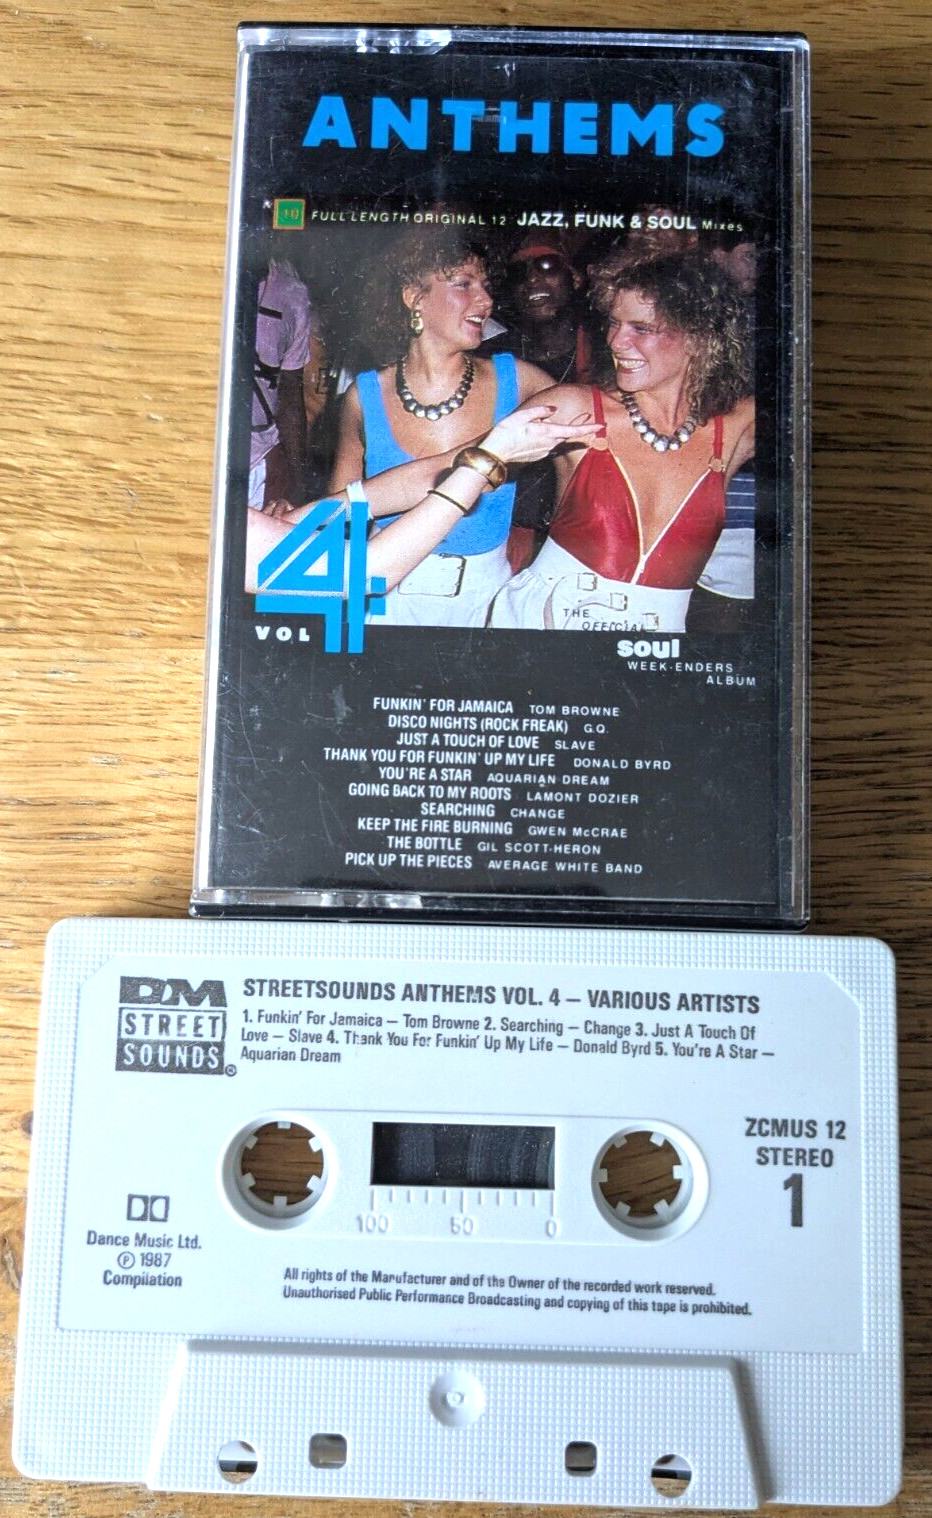 ANTHEMS
10 FULL LENGTH ORIGINAL 12" JAZZ, FUNK & SOUL Mixes
VOL 4
THE
OFFICIAL
soul
WEEK-ENDERS
ALBUM
FUNKIN' FOR JAMAICA TOM BROWNE
DISCO NIGHTS (ROCK FREAK) G.Q.
JUST A TOUCH OF LOVE SLAVE
THANK YOU FOR FUNKIN' UP MY LIFE DONALD BYRD
YOU'RE A STAR AQUARIAN DREAM
GOING BACK TO MY ROOTS LAMONT DOZIER
SEARCHING CHANGE
KEEP THE FIRE BURNING GWEN McCRAE
THE BOTTLE GIL SCOTT-HERON
PICK UP THE PIECES AVERAGE WHITE BAND
DM
STREET
SOUNDS®
STREETSOUNDS ANTHEMS VOL. 4 – VARIOUS ARTISTS
1. Funkin' For Jamaica – Tom Browne 2. Searching – Change 3. Just A Touch Of
Love – Slave 4. Thank You For Funkin' Up My Life – Donald Byrd 5. You're A Star –
Aquarian Dream
ZCMUS 12
STEREO
1
100 50 0
Dance Music Ltd.
℗ 1987
Compilation
All rights of the Manufacturer and of the Owner of the recorded work reserved.
Unauthorised Public Performance Broadcasting and copying of this tape is prohibited.